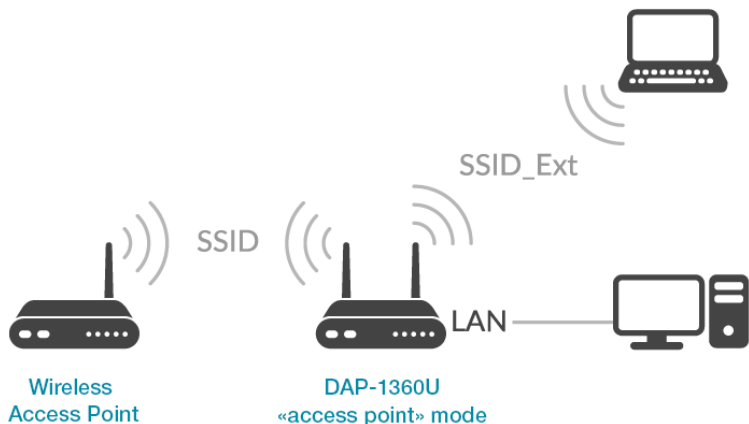 SSID_Ext
SSID
LAN
Wireless
Access Point
DAP-1360U
«access point» mode